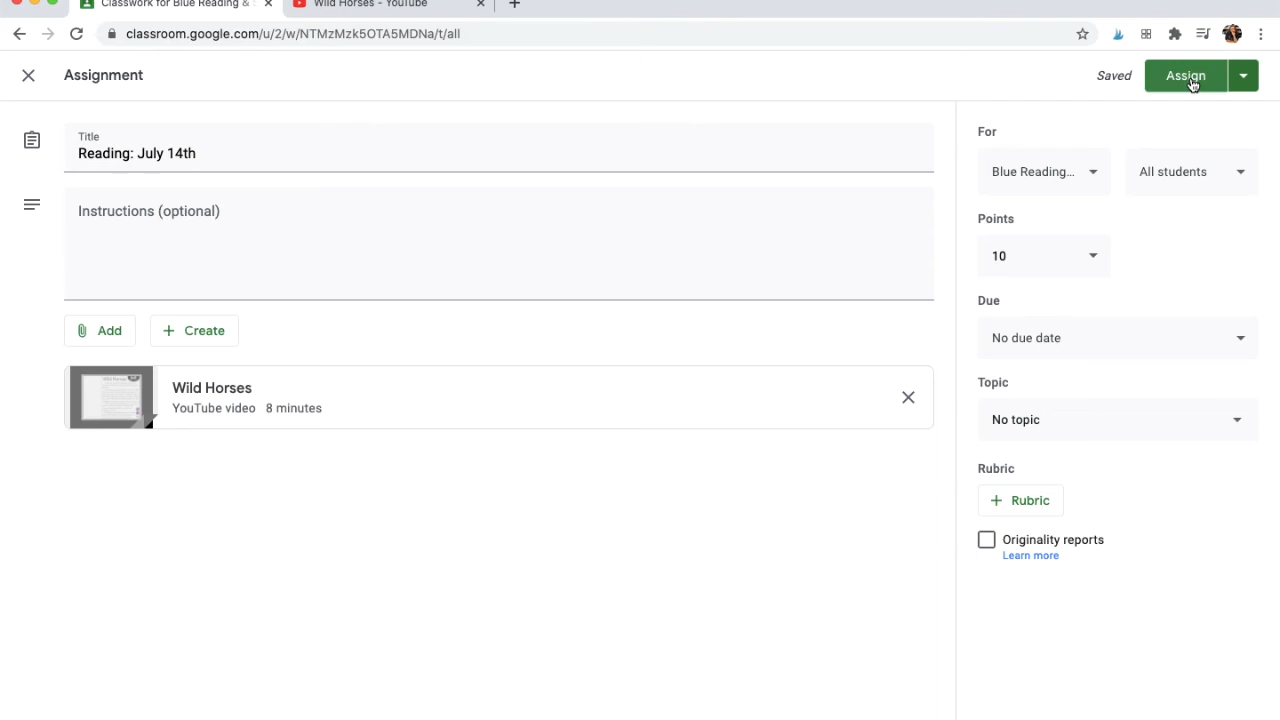 Classwork for Blue Reading &
Wild Horses - YouTube
classroom.google.com/u/2/w/NTMzMzk5OTA5MDNa/t/all
Assignment
Saved
Assign
Title
Reading: July 14th
Instructions (optional)
Add
Create
Wild Horses
YouTube video 8 minutes
For
Blue Reading...
All students
Points
10
Due
No due date
Topic
No topic
Rubric
Rubric
Originality reports
Learn more